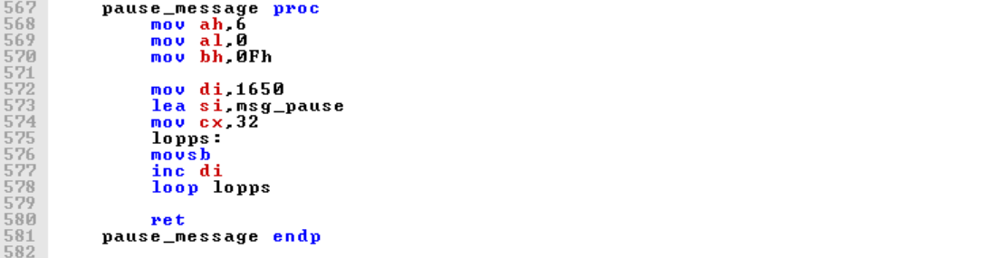 567 pause_message proc
568 mov ah,6
569 mov al,0
570 mov bh,0Fh
571
572 mov di,1650
573 lea si,msg_pause
574 mov cx,32
575 lopps:
576 movsb
577 inc di
578 loop lopps
579
580 ret
581 pause_message endp
582